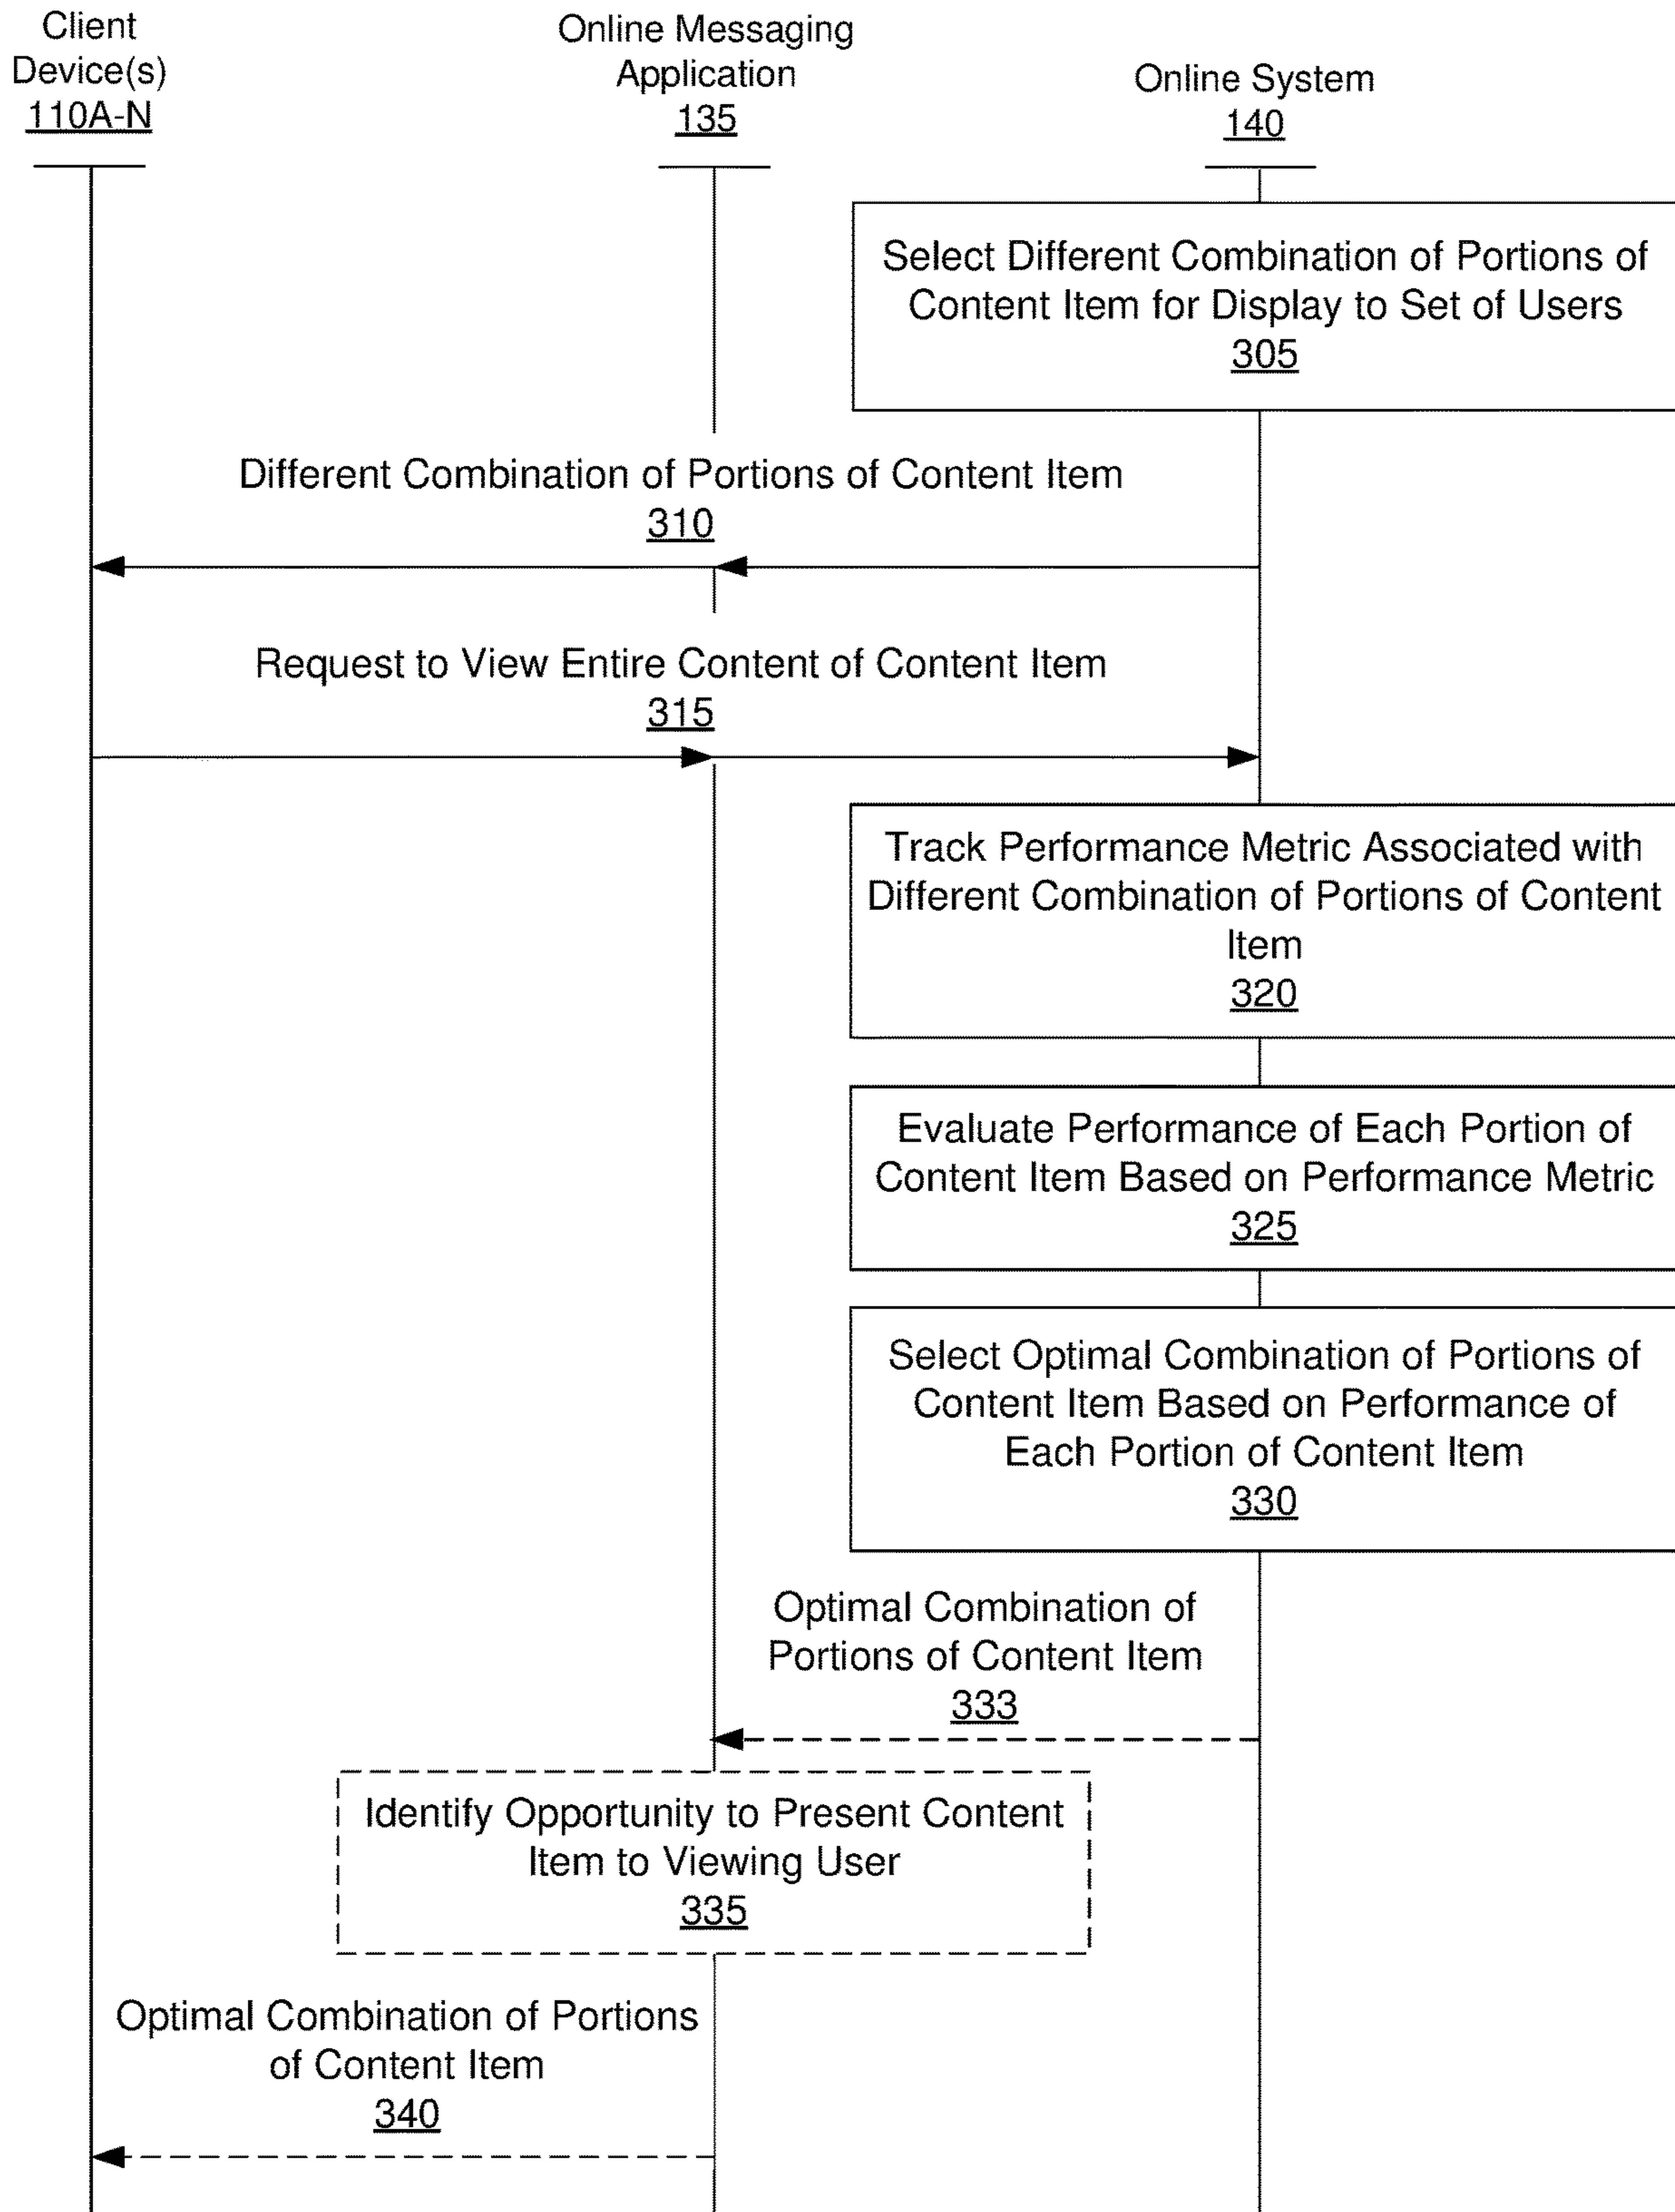 Client
Device(s)
110A-N
Online Messaging
Application
135
Online System
140
Select Different Combination of Portions of
Content Item for Display to Set of Users
305
Different Combination of Portions of Content Item
310
Request to View Entire Content of Content Item
315
Track Performance Metric Associated with
Different Combination of Portions of Content
Item
320
Evaluate Performance of Each Portion of
Content Item Based on Performance Metric
325
Select Optimal Combination of Portions of
Content Item Based on Performance of
Each Portion of Content Item
330
Optimal Combination of
Portions of Content Item
333
Identify Opportunity to Present Content
Item to Viewing User
335
Optimal Combination of Portions
of Content Item
340